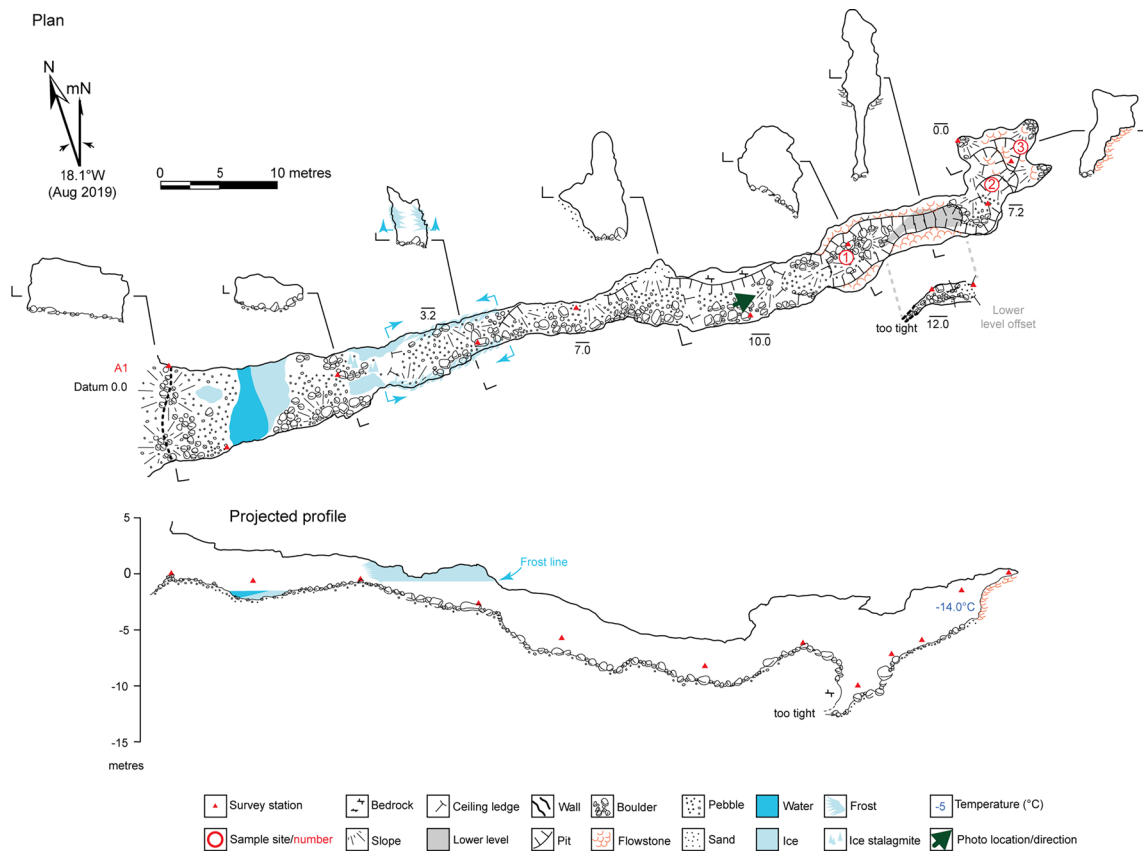 Plan
N
mN
18.1°W
(Aug 2019)
0 5 10 metres
A1
Datum 0.0
3.2
7.0
10.0
1
0.0
3
2
7.2
too tight
12.0
Lower
level offset
Projected profile
5
0
-5
-10
-15
metres
Frost line
-14.0°C
too tight
Survey station
Bedrock
Ceiling ledge
Wall
Boulder
Pebble
Water
Frost
-5 Temperature (°C)
Sample site/number
Slope
Lower level
Pit
Flowstone
Sand
Ice
Ice stalagmite
Photo location/direction